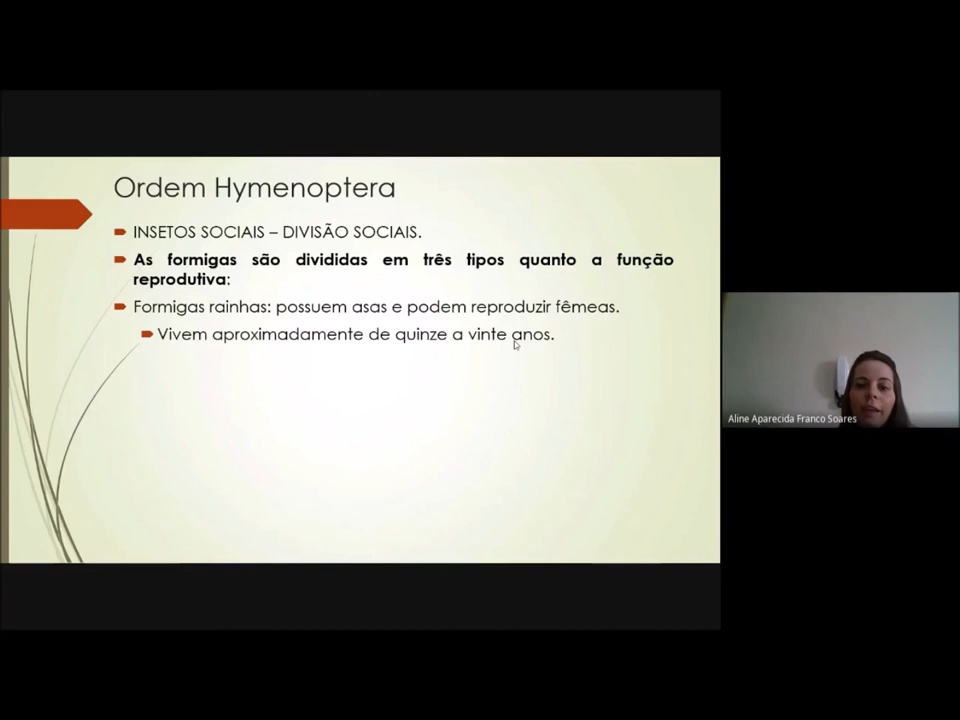 Ordem Hymenoptera
INSETOS SOCIAIS – DIVISÃO SOCIAIS.
As formigas são divididas em três tipos quanto a função
reprodutiva:
Formigas rainhas: possuem asas e podem reproduzir fêmeas.
Vivem aproximadamente de quinze a vinte anos.
Aline Aparecida Franco Soares